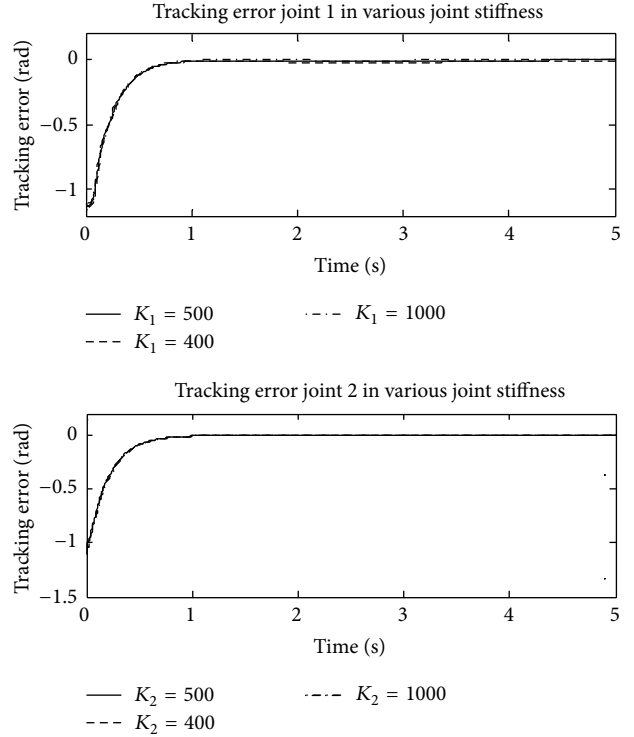 Tracking error joint 1 in various joint stiffness
Tracking error (rad)
0
−0.5
−1
0 1 2 3 4 5
Time (s)
K1 = 500 K1 = 1000
K1 = 400
Tracking error joint 2 in various joint stiffness
Tracking error (rad)
0
−0.5
−1
−1.5
0 1 2 3 4 5
Time (s)
K2 = 500 K2 = 1000
K2 = 400